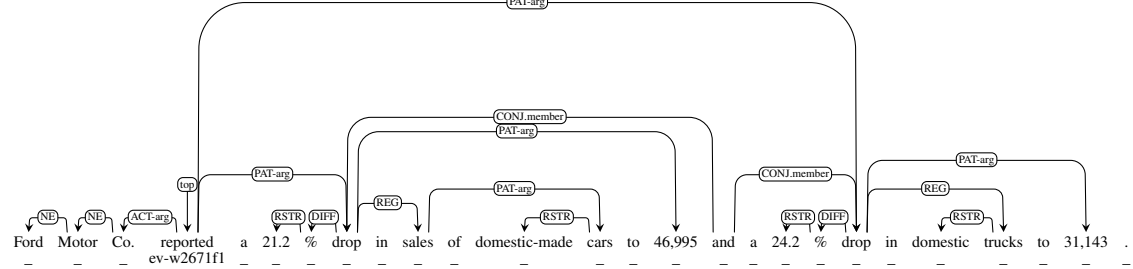 PAT-arg
CONJ.member
PAT-arg
PAT-arg
top PAT-arg CONJ.member
PAT-arg REG
REG
NE NE ACT-arg RSTR DIFF RSTR RSTR DIFF RSTR
Ford Motor Co. reported a 21.2 % drop in sales of domestic-made cars to 46,995 and a 24.2 % drop in domestic trucks to 31,143 .
_ _ _ ev-w2671f1 _ _ _ _ _ _ _ _ _ _ _ _ _ _ _ _ _ _ _ _ _ _